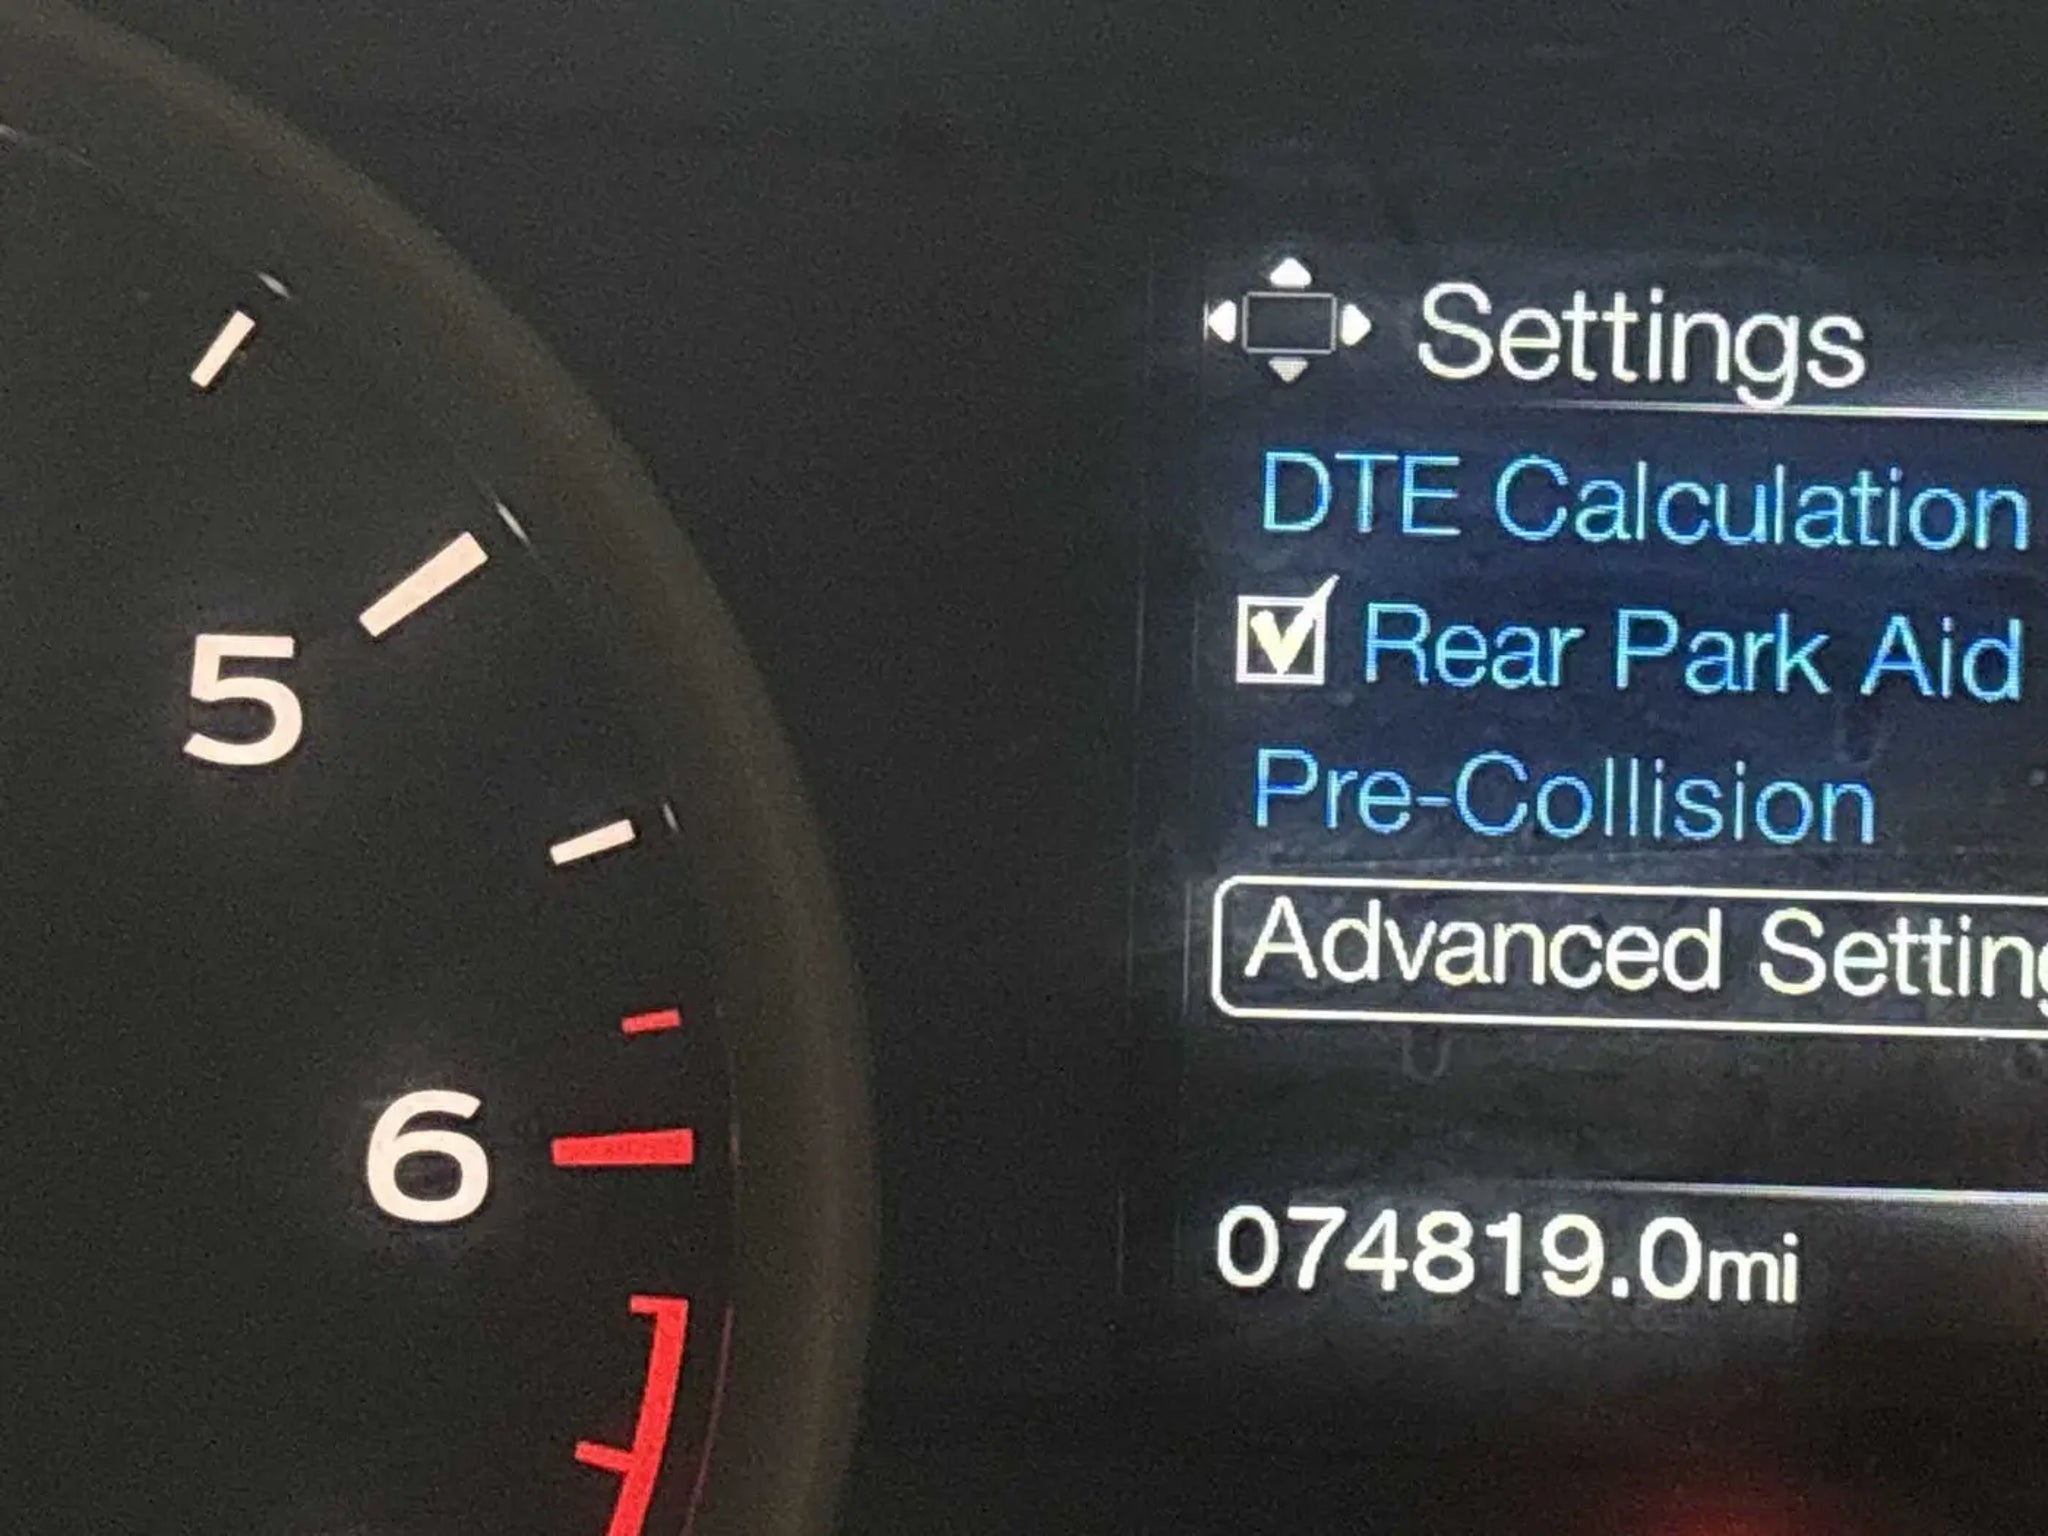 Settings
DTE Calculation
Rear Park Aid
Pre-Collision
Advanced Setting
074819.0mi
5
6